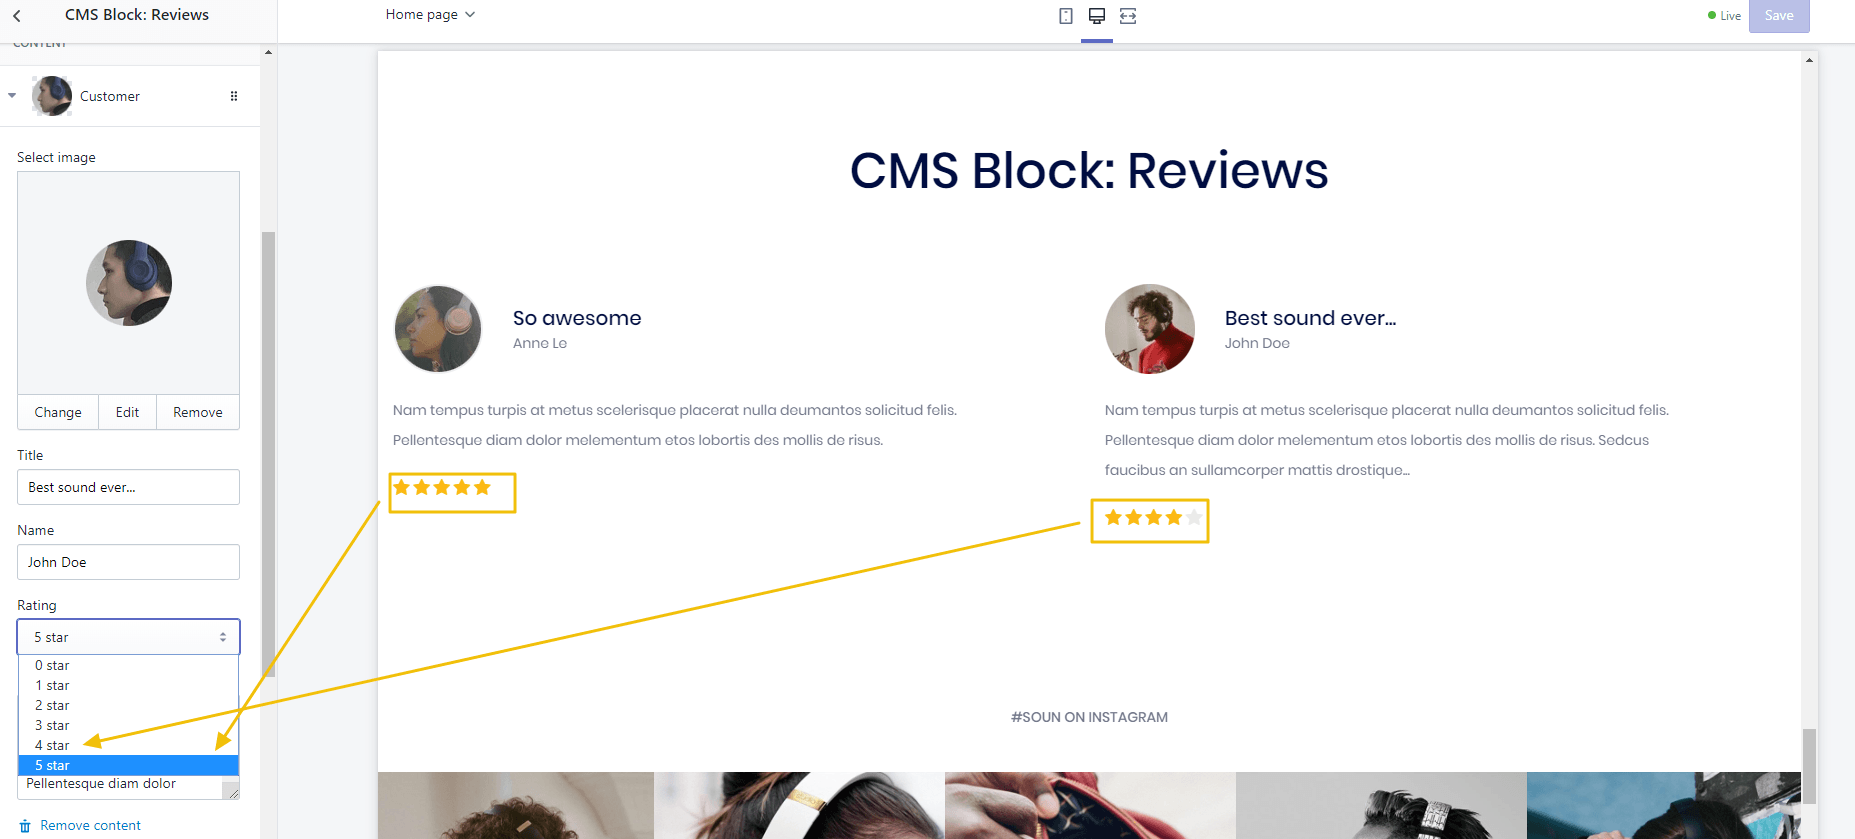 CMS Block: Reviews
Home page
Live
Save
CONTENT
Customer
Select image
Change
Edit
Remove
Title
Best sound ever...
Name
John Doe
Rating
5 star
0 star
1 star
2 star
3 star
4 star
5 star
Pellentesque diam dolor
Remove content
CMS Block: Reviews
So awesome
Anne Le
Nam tempus turpis at metus scelerisque placerat nulla deumantos solicitud felis.
Pellentesque diam dolor melementum etos lobortis des mollis de risus.
Best sound ever...
John Doe
Nam tempus turpis at metus scelerisque placerat nulla deumantos solicitud felis.
Pellentesque diam dolor melementum etos lobortis des mollis de risus. Sedcus
faucibus an sullamcorper mattis drostique...
#SOUN ON INSTAGRAM